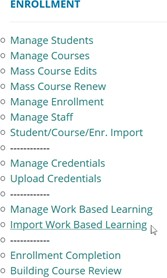 ENROLLMENT
Manage Students
Manage Courses
Mass Course Edits
Mass Course Renew
Manage Enrollment
Manage Staff
Student/Course/Enr. Import
------------
Manage Credentials
Upload Credentials
------------
Manage Work Based Learning
Import Work Based Learning
------------
Enrollment Completion
Building Course Review